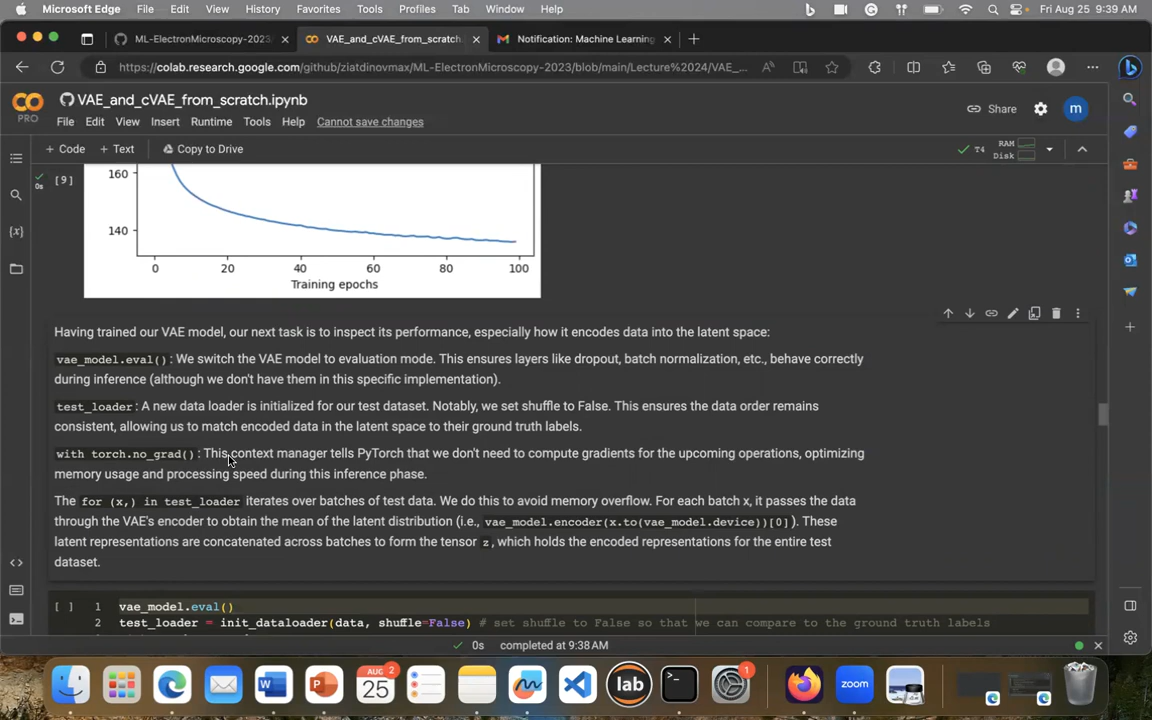 Microsoft Edge File Edit View History Favorites Tools Profiles Tab Window Help Fri Aug 25 9:39 AM
ML-ElectronMicroscopy-2023 VAE_and_cVAE_from_scratch. Notification: Machine Learning
https://colab.research.google.com/github/ziatdinovmax/ML-ElectronMicroscopy-2023/blob/main/Lecture%2024/VAE_...
VAE_and_cVAE_from_scratch.ipynb
Share
m
PRO
File Edit View Insert Runtime Tools Help Cannot save changes
+ Code + Text Copy to Drive
T4
RAM
Disk
[9]
0s
160
140
0 20 40 60 80 100
Training epochs
Having trained our VAE model, our next task is to inspect its performance, especially how it encodes data into the latent space:
vae_model.eval() : We switch the VAE model to evaluation mode. This ensures layers like dropout, batch normalization, etc., behave correctly
during inference (although we don't have them in this specific implementation).
test_loader : A new data loader is initialized for our test dataset. Notably, we set shuffle to False. This ensures the data order remains
consistent, allowing us to match encoded data in the latent space to their ground truth labels.
with torch.no_grad() : This context manager tells PyTorch that we don't need to compute gradients for the upcoming operations, optimizing
memory usage and processing speed during this inference phase.
The for (x,) in test_loader iterates over batches of test data. We do this to avoid memory overflow. For each batch x, it passes the data
through the VAE's encoder to obtain the mean of the latent distribution (i.e., vae_model.encoder(x.to(vae_model.device))[0] ). These
latent representations are concatenated across batches to form the tensor z , which holds the encoded representations for the entire test
dataset.
[ ] 1 vae_model.eval()
2 test_loader = init_dataloader(data, shuffle=False) # set shuffle to False so that we can compare to the ground truth labels
0s completed at 9:38 AM
AUG
25
2
lab
1
zoom